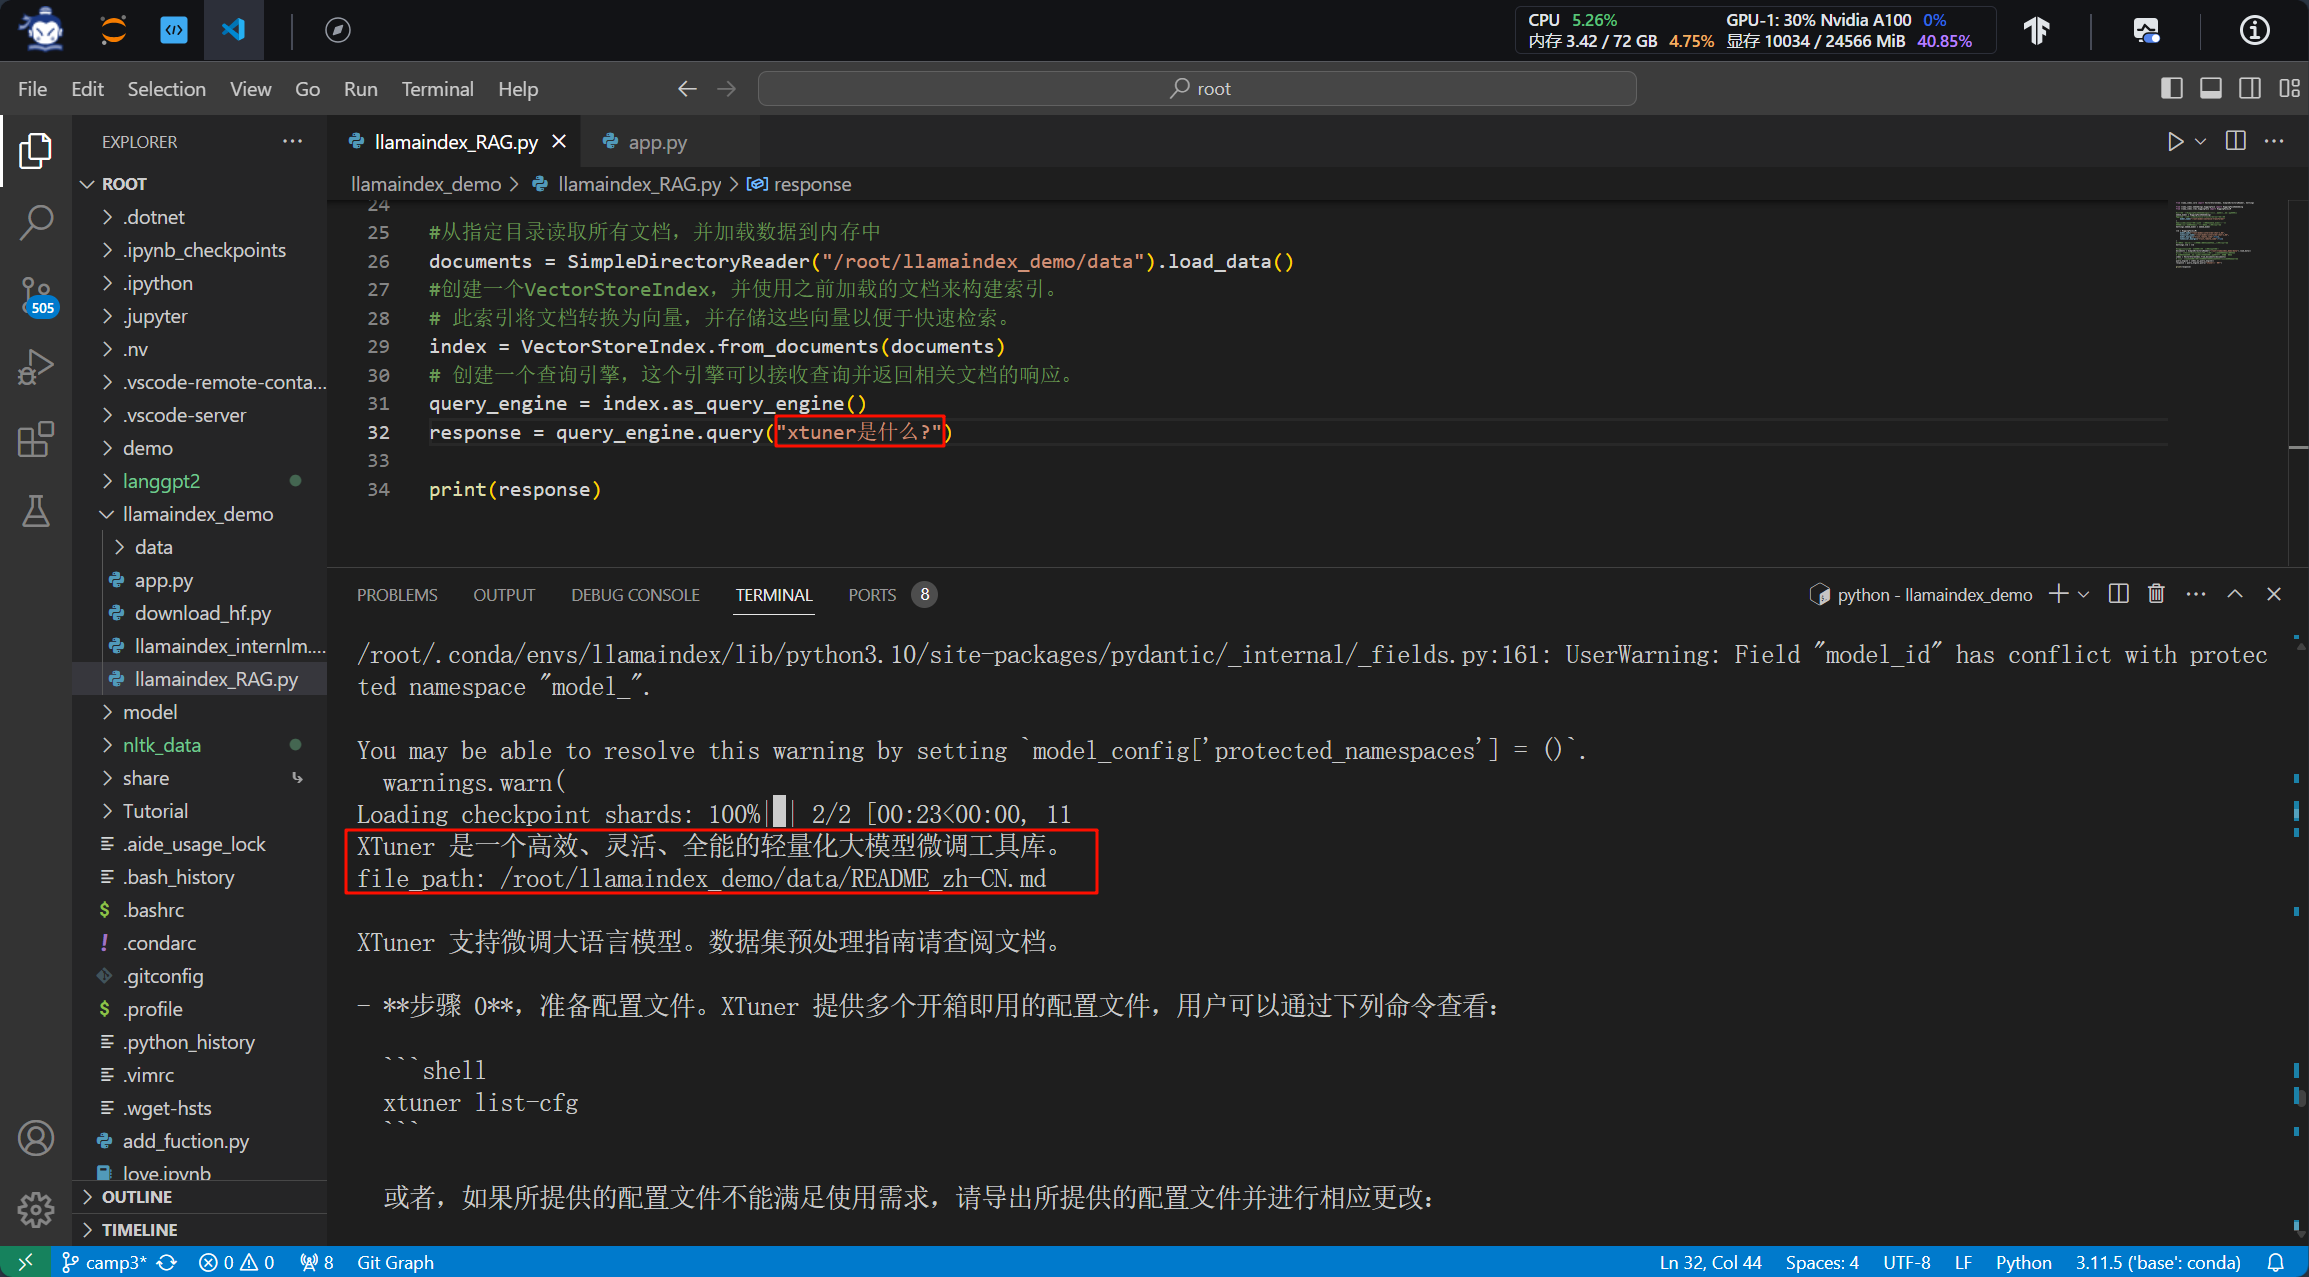 CPU 5.26%
内存 3.42 / 72 GB 4.75%
GPU-1: 30% Nvidia A100 0%
显存 10034 / 24566 MiB 40.85%
File Edit Selection View Go Run Terminal Help
root
EXPLORER
ROOT
.dotnet
.ipynb_checkpoints
.ipython
.jupyter
.nv
.vscode-remote-conta...
.vscode-server
demo
langgpt2
llamaindex_demo
data
app.py
download_hf.py
llamaindex_internlm....
llamaindex_RAG.py
model
nltk_data
share
Tutorial
.aide_usage_lock
.bash_history
.bashrc
.condarc
.gitconfig
.profile
.python_history
.vimrc
.wget-hsts
add_fuction.py
love.ipynb
OUTLINE
TIMELINE
505
llamaindex_RAG.py app.py
llamaindex_demo > llamaindex_RAG.py > response
24
25 #从指定目录读取所有文档，并加载数据到内存中
26 documents = SimpleDirectoryReader("/root/llamaindex_demo/data").load_data()
27 #创建一个VectorStoreIndex，并使用之前加载的文档来构建索引。
28 # 此索引将文档转换为向量，并存储这些向量以便于快速检索。
29 index = VectorStoreIndex.from_documents(documents)
30 # 创建一个查询引擎，这个引擎可以接收查询并返回相关文档的响应。
31 query_engine = index.as_query_engine()
32 response = query_engine.query("xtuner是什么?")
33
34 print(response)
PROBLEMS OUTPUT DEBUG CONSOLE TERMINAL PORTS 8
python - llamaindex_demo
/root/.conda/envs/llamaindex/lib/python3.10/site-packages/pydantic/_internal/_fields.py:161: UserWarning: Field "model_id" has conflict with protec
ted namespace "model_".
You may be able to resolve this warning by setting `model_config['protected_namespaces'] = ()`.
warnings.warn(
Loading checkpoint shards: 100%|█| 2/2 [00:23<00:00, 11
XTuner 是一个高效、灵活、全能的轻量化大模型微调工具库。
file_path: /root/llamaindex_demo/data/README_zh-CN.md
XTuner 支持微调大语言模型。数据集预处理指南请查阅文档。
- **步骤 0**，准备配置文件。XTuner 提供多个开箱即用的配置文件，用户可以通过下列命令查看：
```shell
xtuner list-cfg
```
或者，如果所提供的配置文件不能满足使用需求，请导出所提供的配置文件并进行相应更改：
camp3* 0 0 8 Git Graph
Ln 32, Col 44 Spaces: 4 UTF-8 LF Python 3.11.5 ('base': conda)